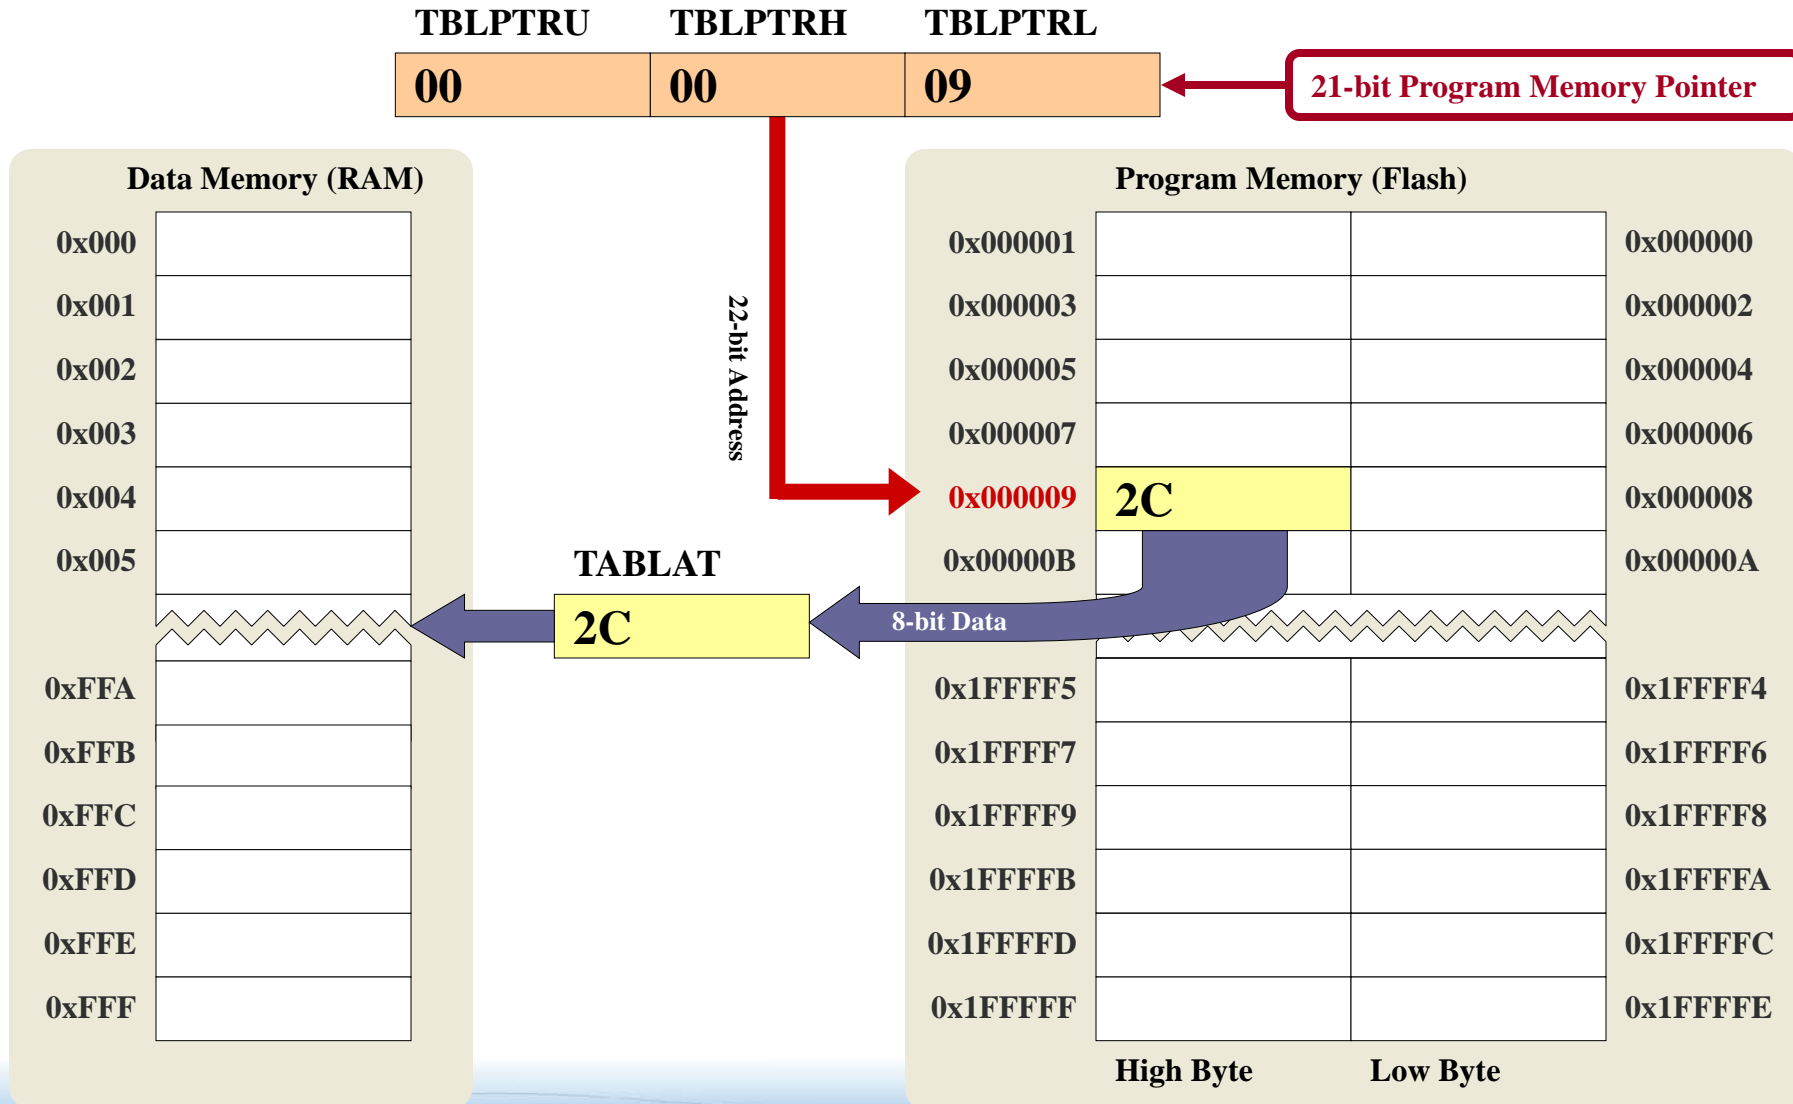 TBLPTRU TBLPTRH TBLPTRL
00 00 09
21-bit Program Memory Pointer
Data Memory (RAM)
0x000
0x001
0x002
0x003
0x004
0x005
0xFFA
0xFFB
0xFFC
0xFFD
0xFFE
0xFFF
22-bit Address
TABLAT
2C
8-bit Data
Program Memory (Flash)
0x000001 0x000000
0x000003 0x000002
0x000005 0x000004
0x000007 0x000006
0x000009 2C 0x000008
0x00000B 0x00000A
0x1FFFF5 0x1FFFF4
0x1FFFF7 0x1FFFF6
0x1FFFF9 0x1FFFF8
0x1FFFFB 0x1FFFFA
0x1FFFFD 0x1FFFFC
0x1FFFFF 0x1FFFFE
High Byte Low Byte